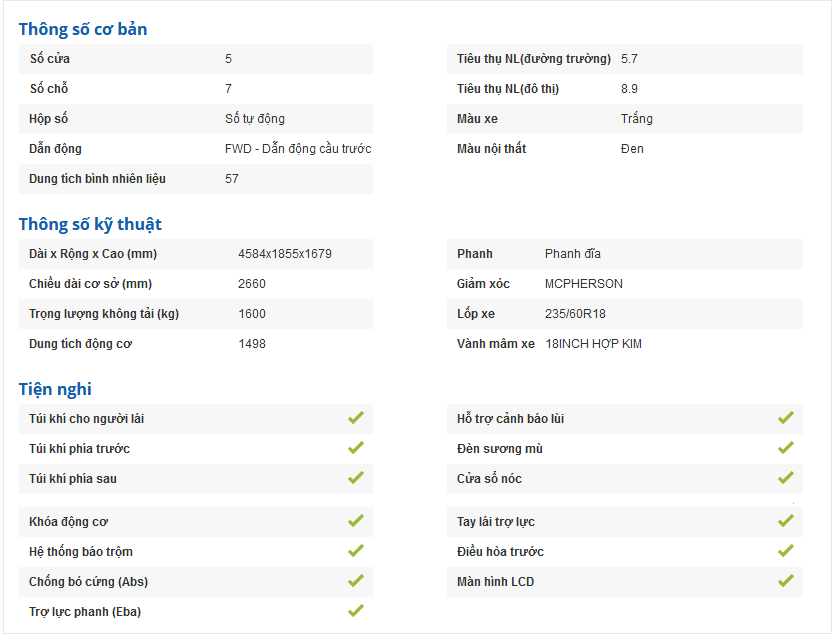 Thông số cơ bản
Số cửa 5 Tiêu thụ NL(đường trường) 5.7
Số chỗ 7 Tiêu thụ NL(đô thị) 8.9
Hộp số Số tự động Màu xe Trắng
Dẫn động FWD - Dẫn động cầu trước Màu nội thất Đen
Dung tích bình nhiên liệu 57
Thông số kỹ thuật
Dài x Rộng x Cao (mm) 4584x1855x1679 Phanh Phanh đĩa
Chiều dài cơ sở (mm) 2660 Giảm xóc MCPHERSON
Trọng lượng không tải (kg) 1600 Lốp xe 235/60R18
Dung tích động cơ 1498 Vành mâm xe 18INCH HỢP KIM
Tiện nghi
Túi khí cho người lái Hỗ trợ cảnh báo lùi
Túi khí phía trước Đèn sương mù
Túi khí phía sau Cửa sổ nóc
Khóa động cơ Tay lái trợ lực
Hệ thống báo trộm Điều hòa trước
Chống bó cứng (Abs) Màn hình LCD
Trợ lực phanh (Eba)